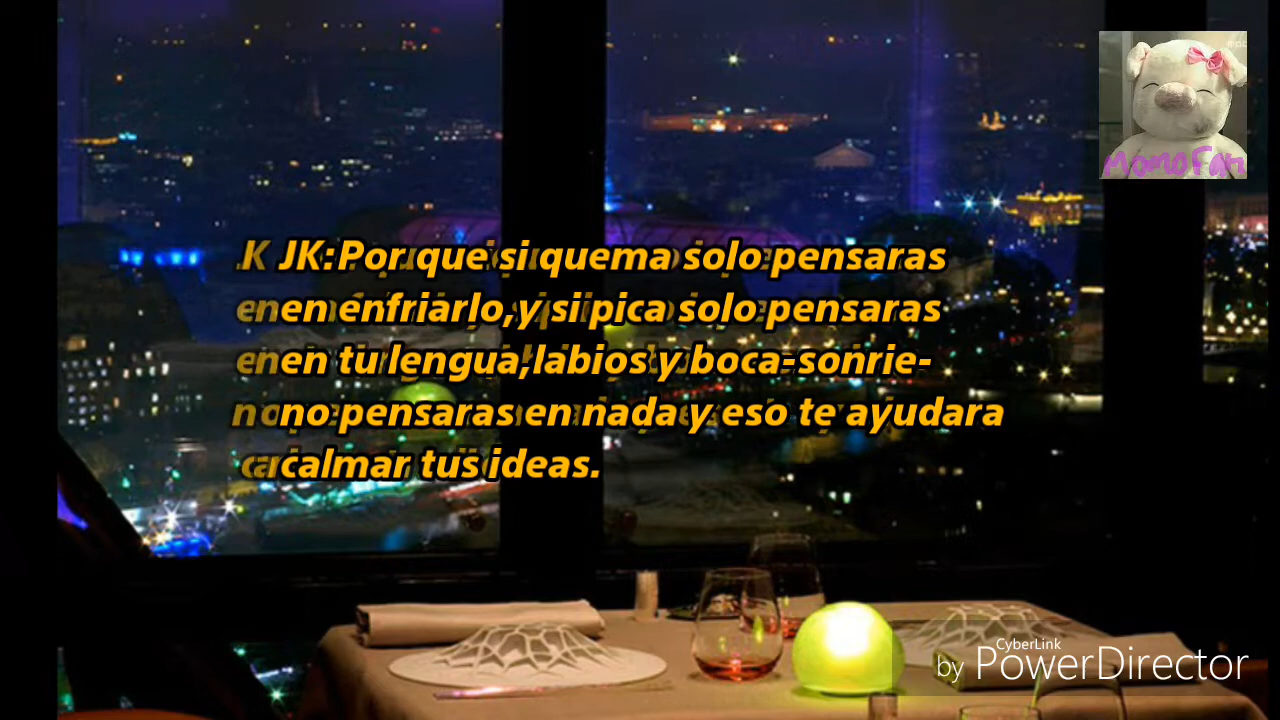 MomoFan
JK: Por que si quema solo pensaras
en enfriarlo, y si pica solo pensaras
en tu lengua, labios y boca-sonrie-
no pensaras en nada y eso te ayudara
calmar tus ideas.
CyberLink
by PowerDirector